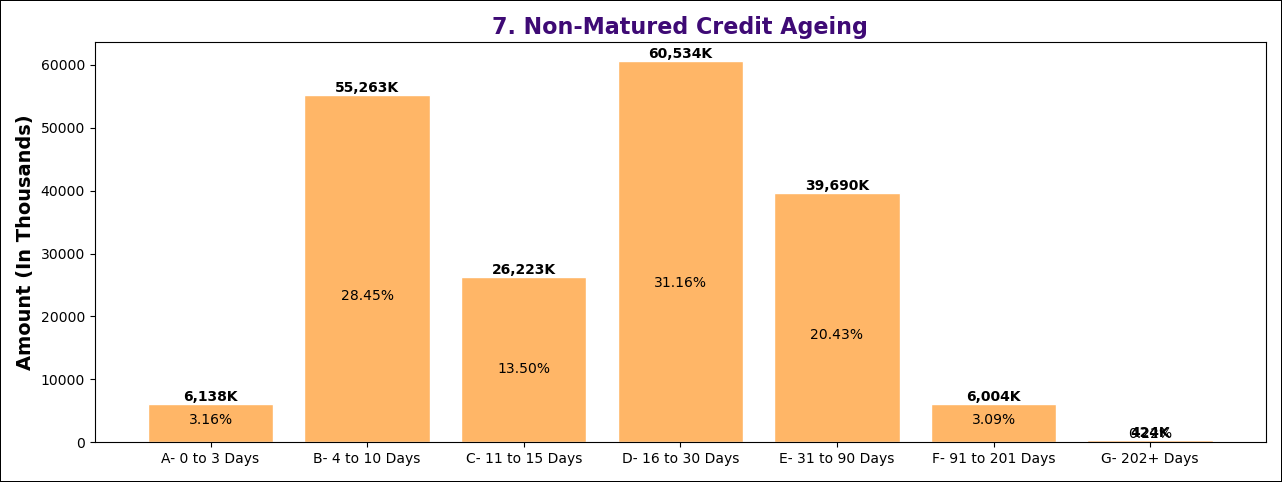 7. Non-Matured Credit Ageing
Amount (In Thousands)
60000
50000
40000
30000
20000
10000
0
6,138K
3.16%
55,263K
28.45%
26,223K
13.50%
60,534K
31.16%
39,690K
20.43%
6,004K
3.09%
424K
A- 0 to 3 Days
B- 4 to 10 Days
C- 11 to 15 Days
D- 16 to 30 Days
E- 31 to 90 Days
F- 91 to 201 Days
G- 202+ Days